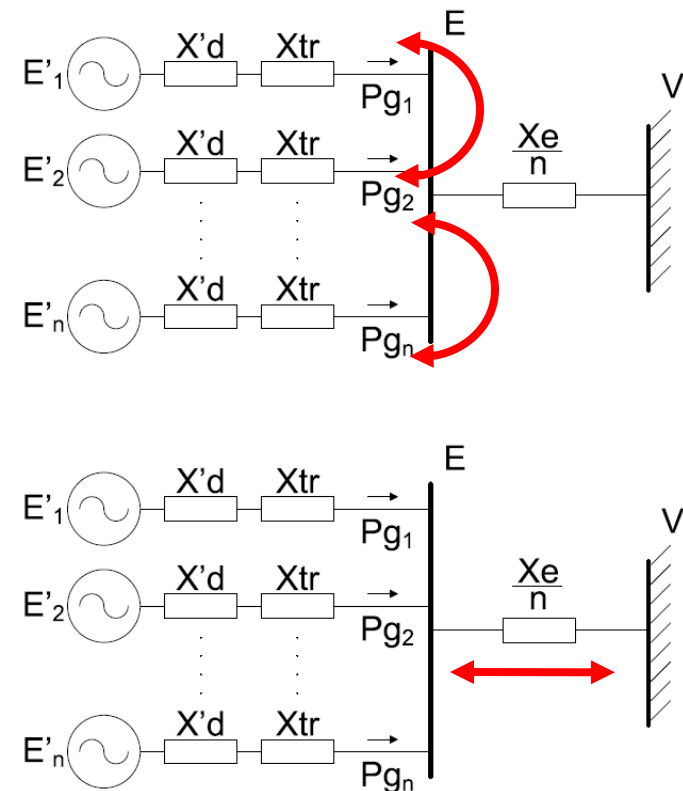 E
X'd Xtr
E'1
Pg1
V
X'd Xtr
Xe
n
E'2
Pg2
X'd Xtr
E'n
Pgn
E
X'd Xtr
E'1
V
Pg1
X'd Xtr
Xe
n
E'2
Pg2
X'd Xtr
E'n
Pgn